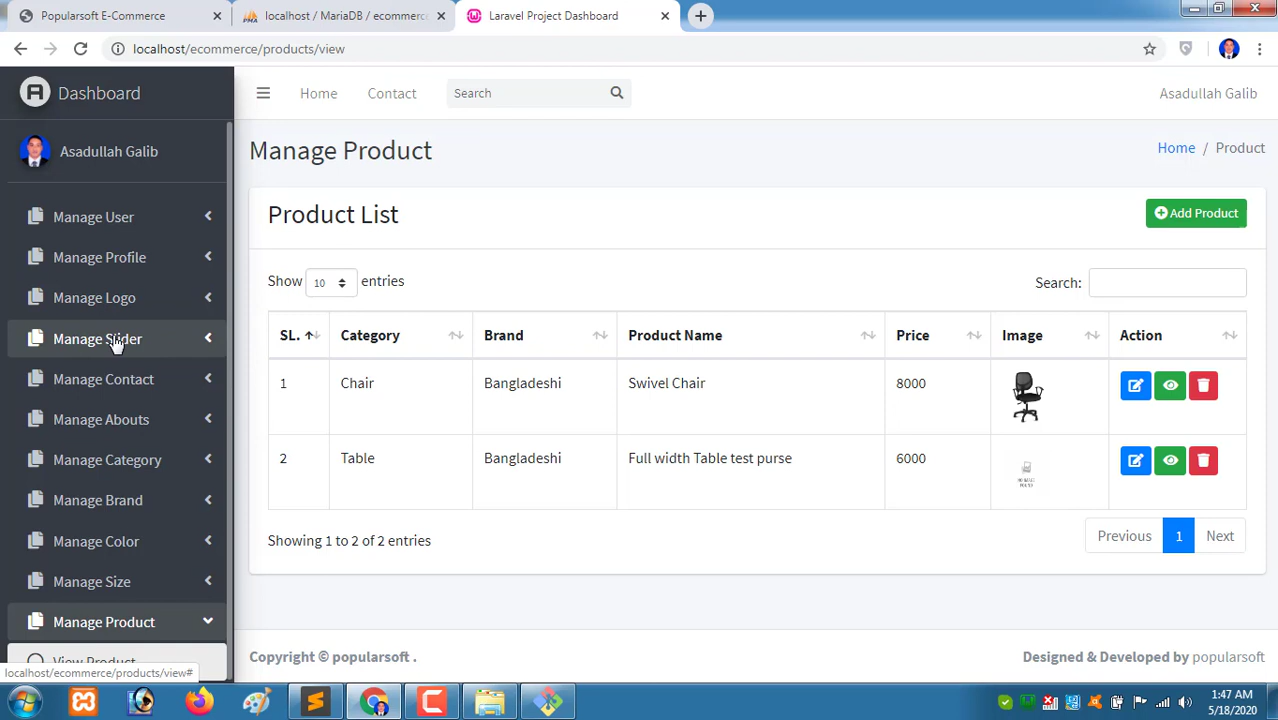 Popularsoft E-Commerce
localhost / MariaDB / ecommerc
Laravel Project Dashboard
localhost/ecommerce/products/view
Dashboard
Home
Contact
Search
Asadullah Galib
Asadullah Galib
Manage User
Manage Profile
Manage Logo
Manage Slider
Manage Contact
Manage Abouts
Manage Category
Manage Brand
Manage Color
Manage Size
Manage Product
View Product
localhost/ecommerce/products/view#
Manage Product
Home / Product
Product List
Add Product
Show 10 entries
Search:
SL. Category Brand Product Name Price Image Action
1 Chair Bangladeshi Swivel Chair 8000
2 Table Bangladeshi Full width Table test purse 6000
Showing 1 to 2 of 2 entries
Previous 1 Next
Copyright © popularsoft .
Designed & Developed by popularsoft
1:47 AM
5/18/2020